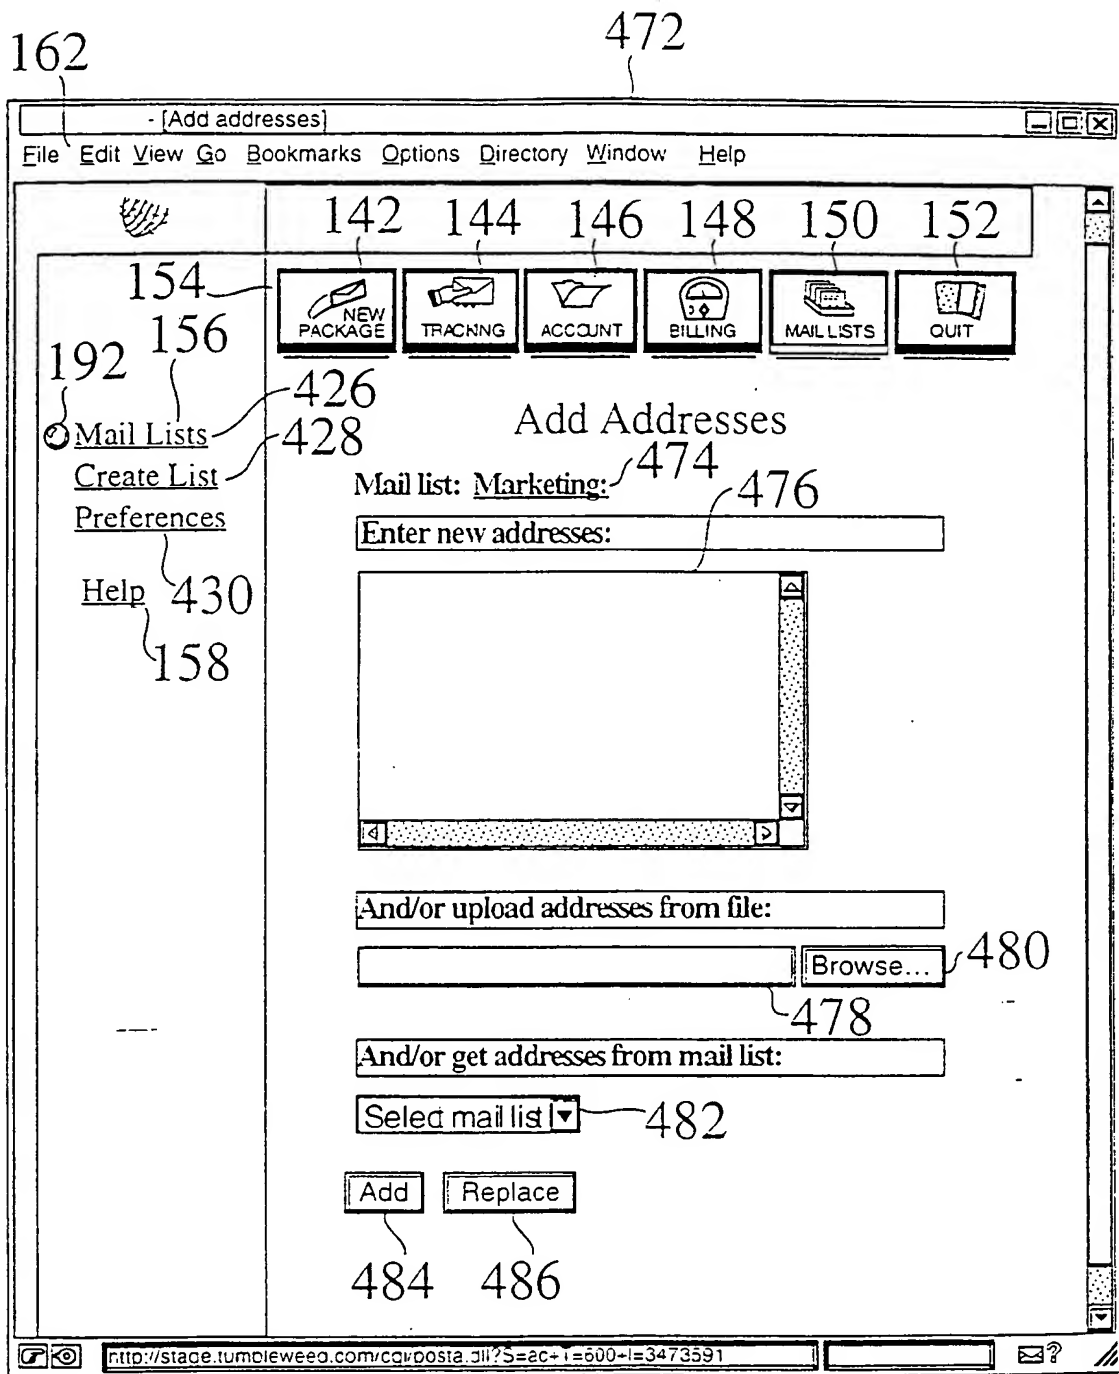 472
162
- [Add addresses]
File Edit View Go Bookmarks Options Directory Window Help
142 144 146 148 150 152
154
NEW PACKAGE TRACKING ACCOUNT BILLING MAIL LISTS QUIT
156
192
426
Mail Lists
428
Create List
Preferences
Help
430
158
Add Addresses
474
Mail list: Marketing:
476
Enter new addresses:
And/or upload addresses from file:
Browse...
480
478
And/or get addresses from mail list:
Select mail list
482
Add Replace
484 486